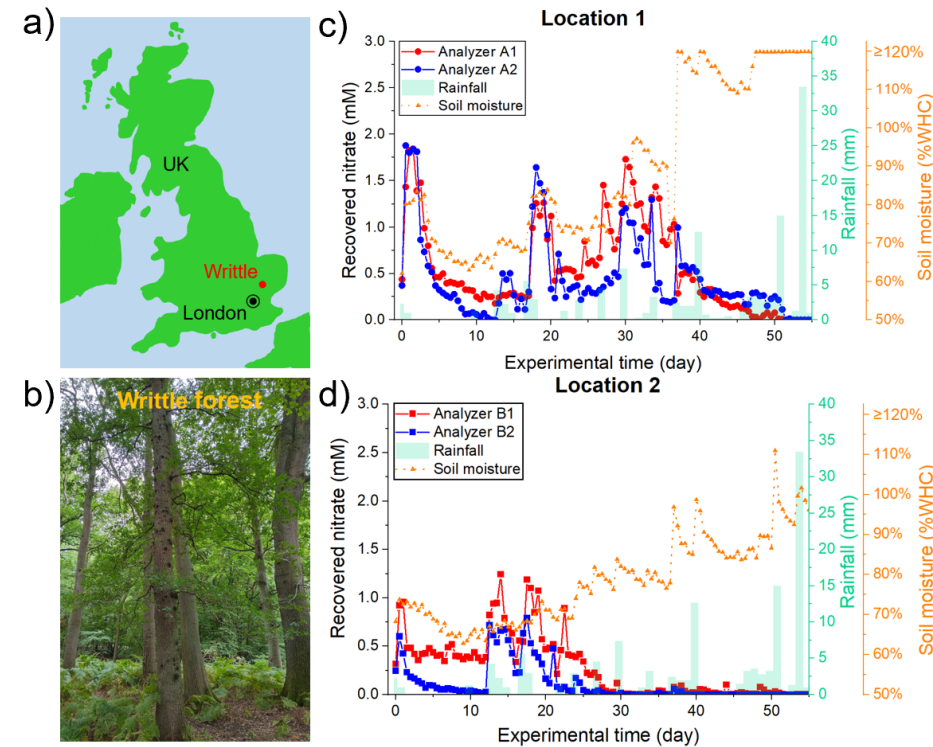 a)
UK
Writtle
London
b)
Writtle forest
c)
Location 1
Analyzer A1
Analyzer A2
Rainfall
Soil moisture
Recovered nitrate (mM)
3.0
2.5
2.0
1.5
1.0
0.5
0.0
0 10 20 30 40 50
Experimental time (day)
40
35
30
25
20
15
10
5
0
Rainfall (mm)
≥120%
100%
90%
80%
70%
60%
50%
Soil moisture (%WHC)
d)
Location 2
Analyzer B1
Analyzer B2
Rainfall
Soil moisture
Recovered nitrate (mM)
3.0
2.5
2.0
1.5
1.0
0.5
0.0
0 10 20 30 40 50
Experimental time (day)
40
35
30
25
20
15
10
5
0
Rainfall (mm)
≥120%
100%
90%
80%
70%
60%
50%
Soil moisture (%WHC)